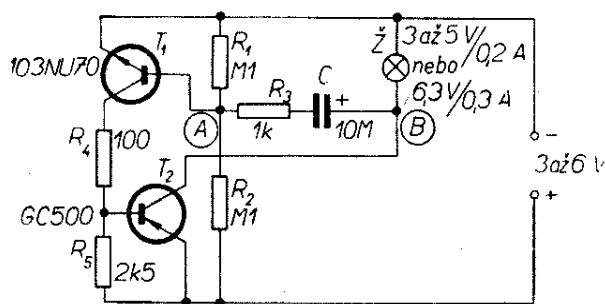 T1
103NU70
R1
M1
Ž
3až5 V/0,2 A
nebo
6,3 V/0,3 A
A
R3
1k
C
+
10M
B
R4
100
T2
GC500
R2
M1
R5
2k5
−
3až6 V
+